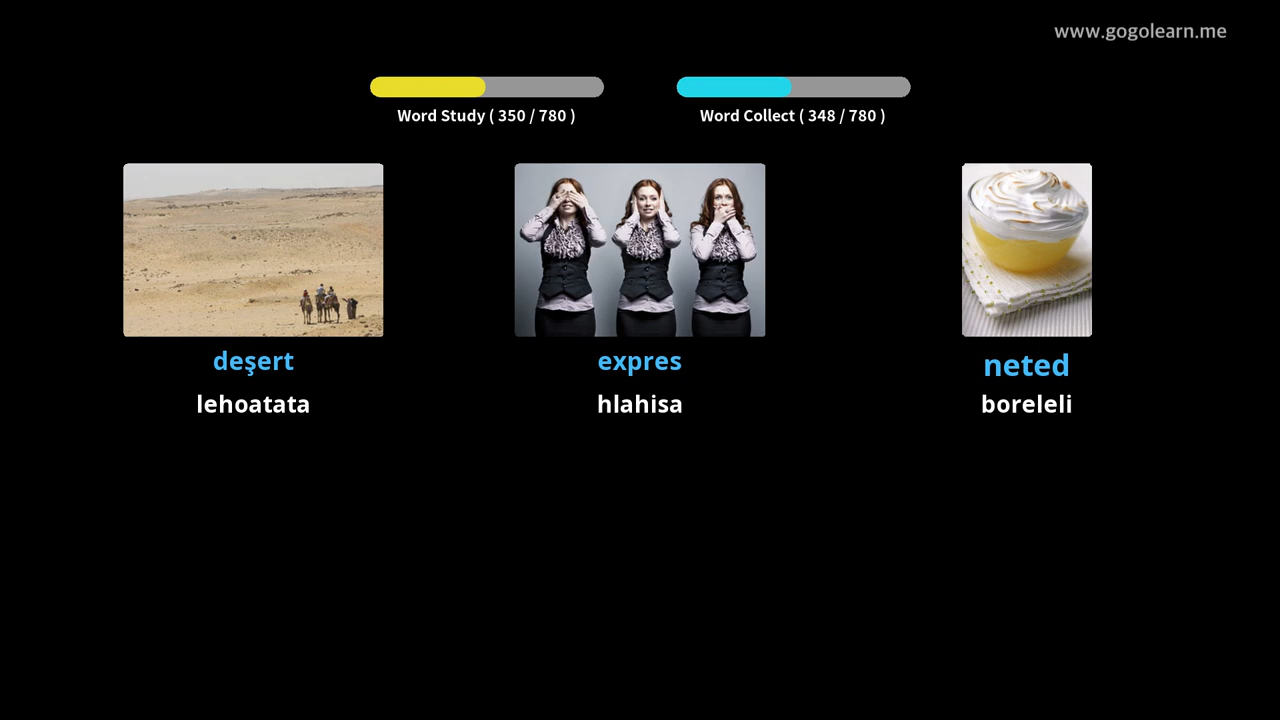 www.gogolearn.me
Word Study ( 350 / 780 )
Word Collect ( 348 / 780 )
deşert
expres
neted
lehoatata
hlahisa
boreleli